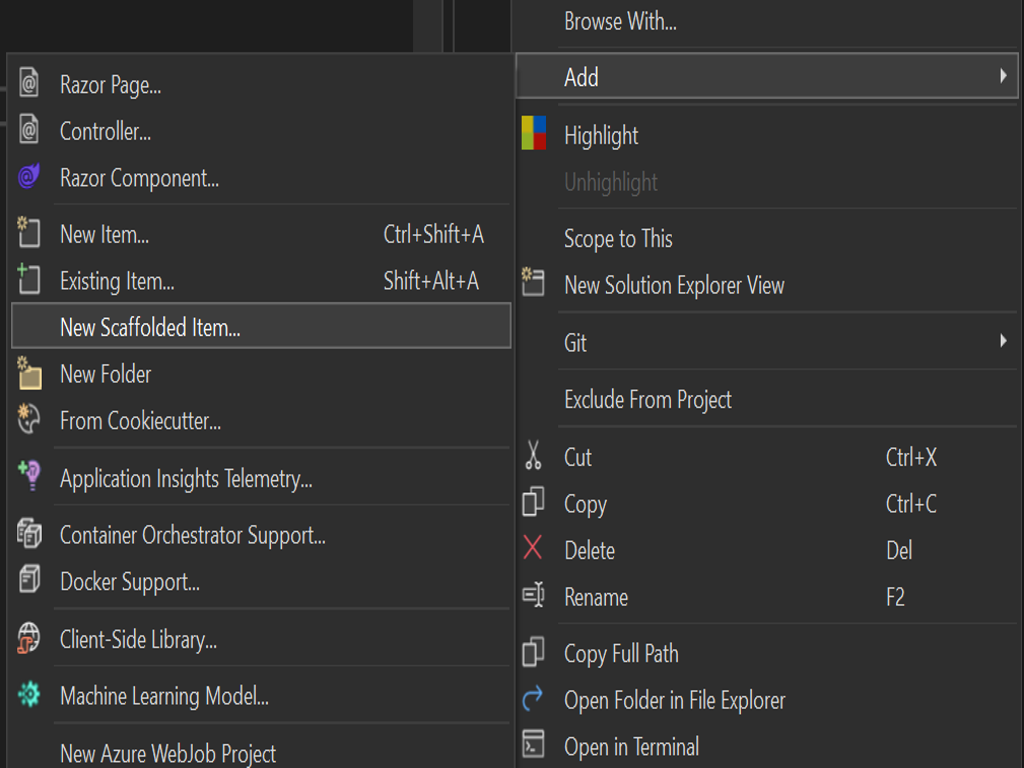 Browse With...
Add
Highlight
Unhighlight
Scope to This
New Solution Explorer View
Git
Exclude From Project
Cut Ctrl+X
Copy Ctrl+C
Delete Del
Rename F2
Copy Full Path
Open Folder in File Explorer
Open in Terminal
Razor Page...
Controller...
Razor Component...
New Item... Ctrl+Shift+A
Existing Item... Shift+Alt+A
New Scaffolded Item...
New Folder
From Cookiecutter...
Application Insights Telemetry...
Container Orchestrator Support...
Docker Support...
Client-Side Library...
Machine Learning Model...
New Azure WebJob Project